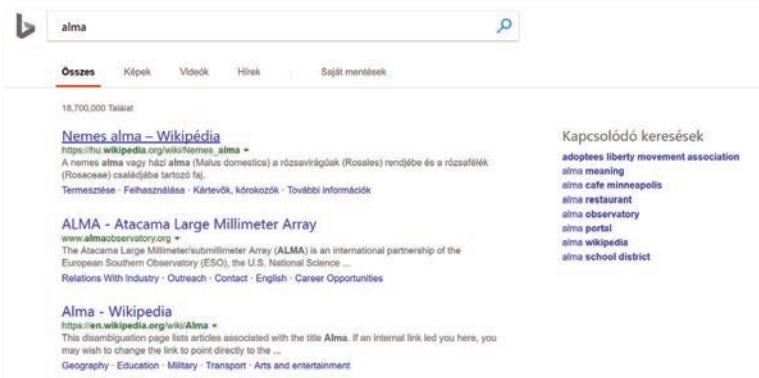 alma
Összes Képek Videók Hírek Saját mentések
18,700,000 Találat
Nemes alma – Wikipédia
https://hu.wikipedia.org/wiki/Nemes_alma
A nemes alma vagy házi alma (Malus domestica) a rózsavirágúak (Rosales) rendjébe és a rózsafélék
(Rosaceae) családjába tartozó faj.
Termesztése · Felhasználása · Kártevők, kórokozók · További információk
ALMA - Atacama Large Millimeter Array
www.almaobservatory.org
The Atacama Large Millimeter/submillimeter Array (ALMA) is an international partnership of the
European Southern Observatory (ESO), the U.S. National Science ...
Relations With Industry · Outreach · Contact · English · Career Opportunities
Alma - Wikipedia
https://en.wikipedia.org/wiki/Alma
This disambiguation page lists articles associated with the title Alma. If an internal link led you here, you
may wish to change the link to point directly to the ...
Geography · Education · Military · Transport · Arts and entertainment
Kapcsolódó keresések
adoptees liberty movement association
alma meaning
alma cafe minneapolis
alma restaurant
alma observatory
alma portal
alma wikipedia
alma school district